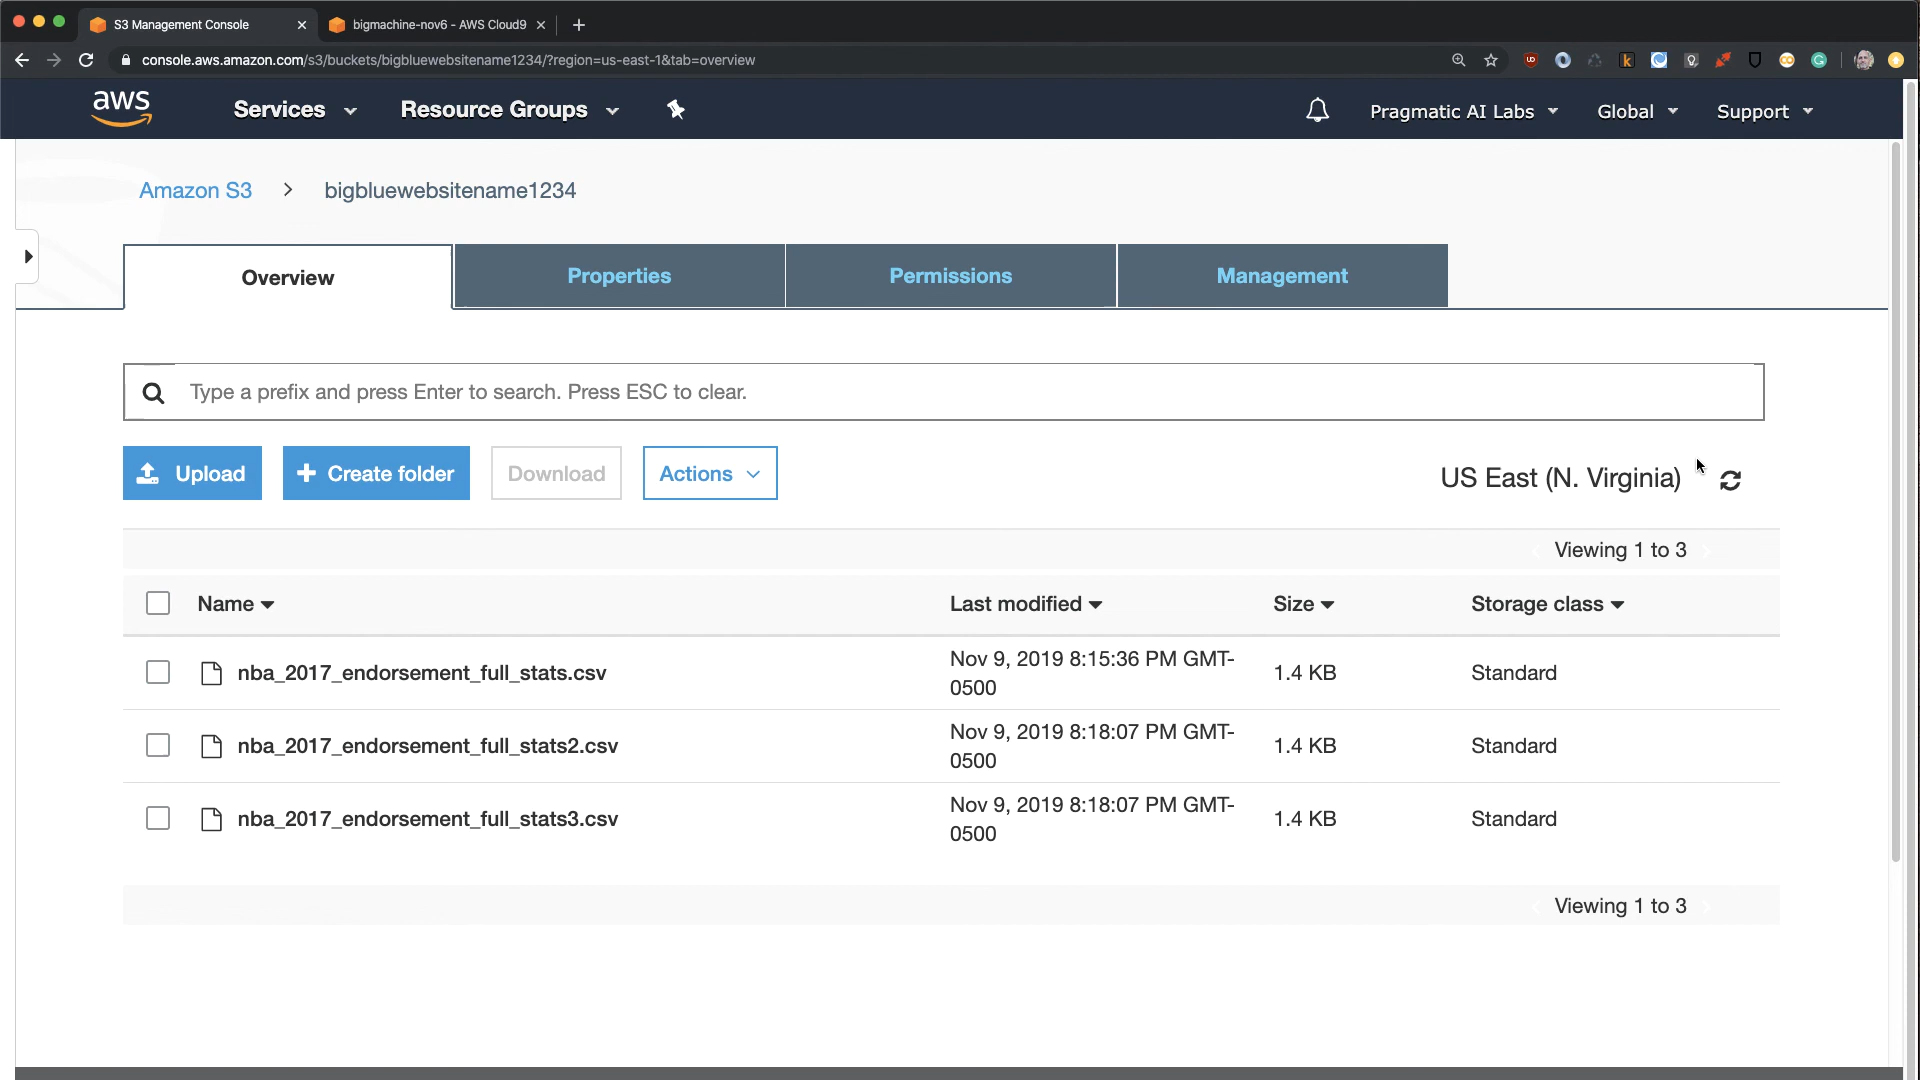 S3 Management Console
bigmachine-nov6 - AWS Cloud9
console.aws.amazon.com/s3/buckets/bigbluewebsitename1234/?region=us-east-1&tab=overview
aws
Services
Resource Groups
Pragmatic AI Labs
Global
Support
Amazon S3 > bigbluewebsitename1234
Overview
Properties
Permissions
Management
Type a prefix and press Enter to search. Press ESC to clear.
Upload
+ Create folder
Download
Actions
US East (N. Virginia)
Viewing 1 to 3
Name
Last modified
Size
Storage class
nba_2017_endorsement_full_stats.csv
Nov 9, 2019 8:15:36 PM GMT-
0500
1.4 KB
Standard
nba_2017_endorsement_full_stats2.csv
Nov 9, 2019 8:18:07 PM GMT-
0500
1.4 KB
Standard
nba_2017_endorsement_full_stats3.csv
Nov 9, 2019 8:18:07 PM GMT-
0500
1.4 KB
Standard
Viewing 1 to 3